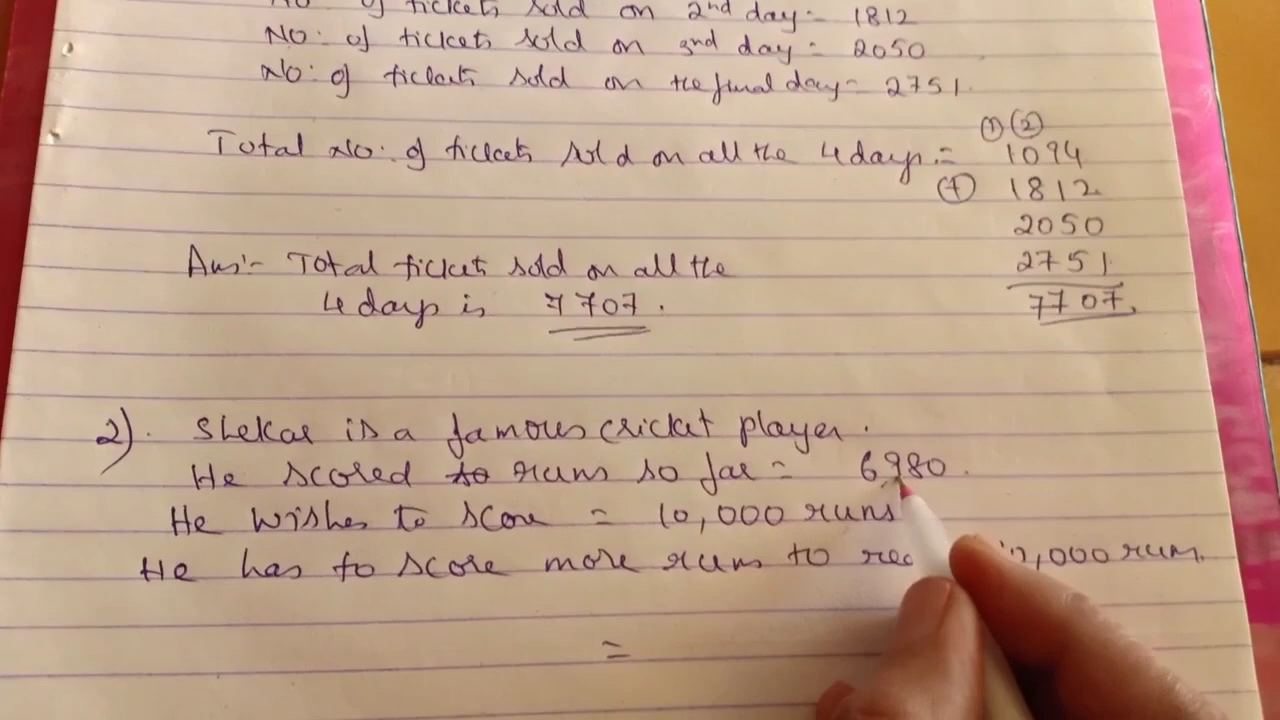 No of tickets sold on 2nd day = 1812
No: of tickets sold on 3rd day = 2050
No: of tickets sold on the final day = 2751.
① ②
Total No: of tickets sold on all the 4 days := 1094
(+) 1812
2050
Ans:- Total tickets sold on all the 2751
4 days is 7707. 7707.
2). Shekar is a famous cricket player.
He scored to runs so far = 6980.
He wishes to score = 10,000 runs
He has to score more runs to rea ,000 runs.
=